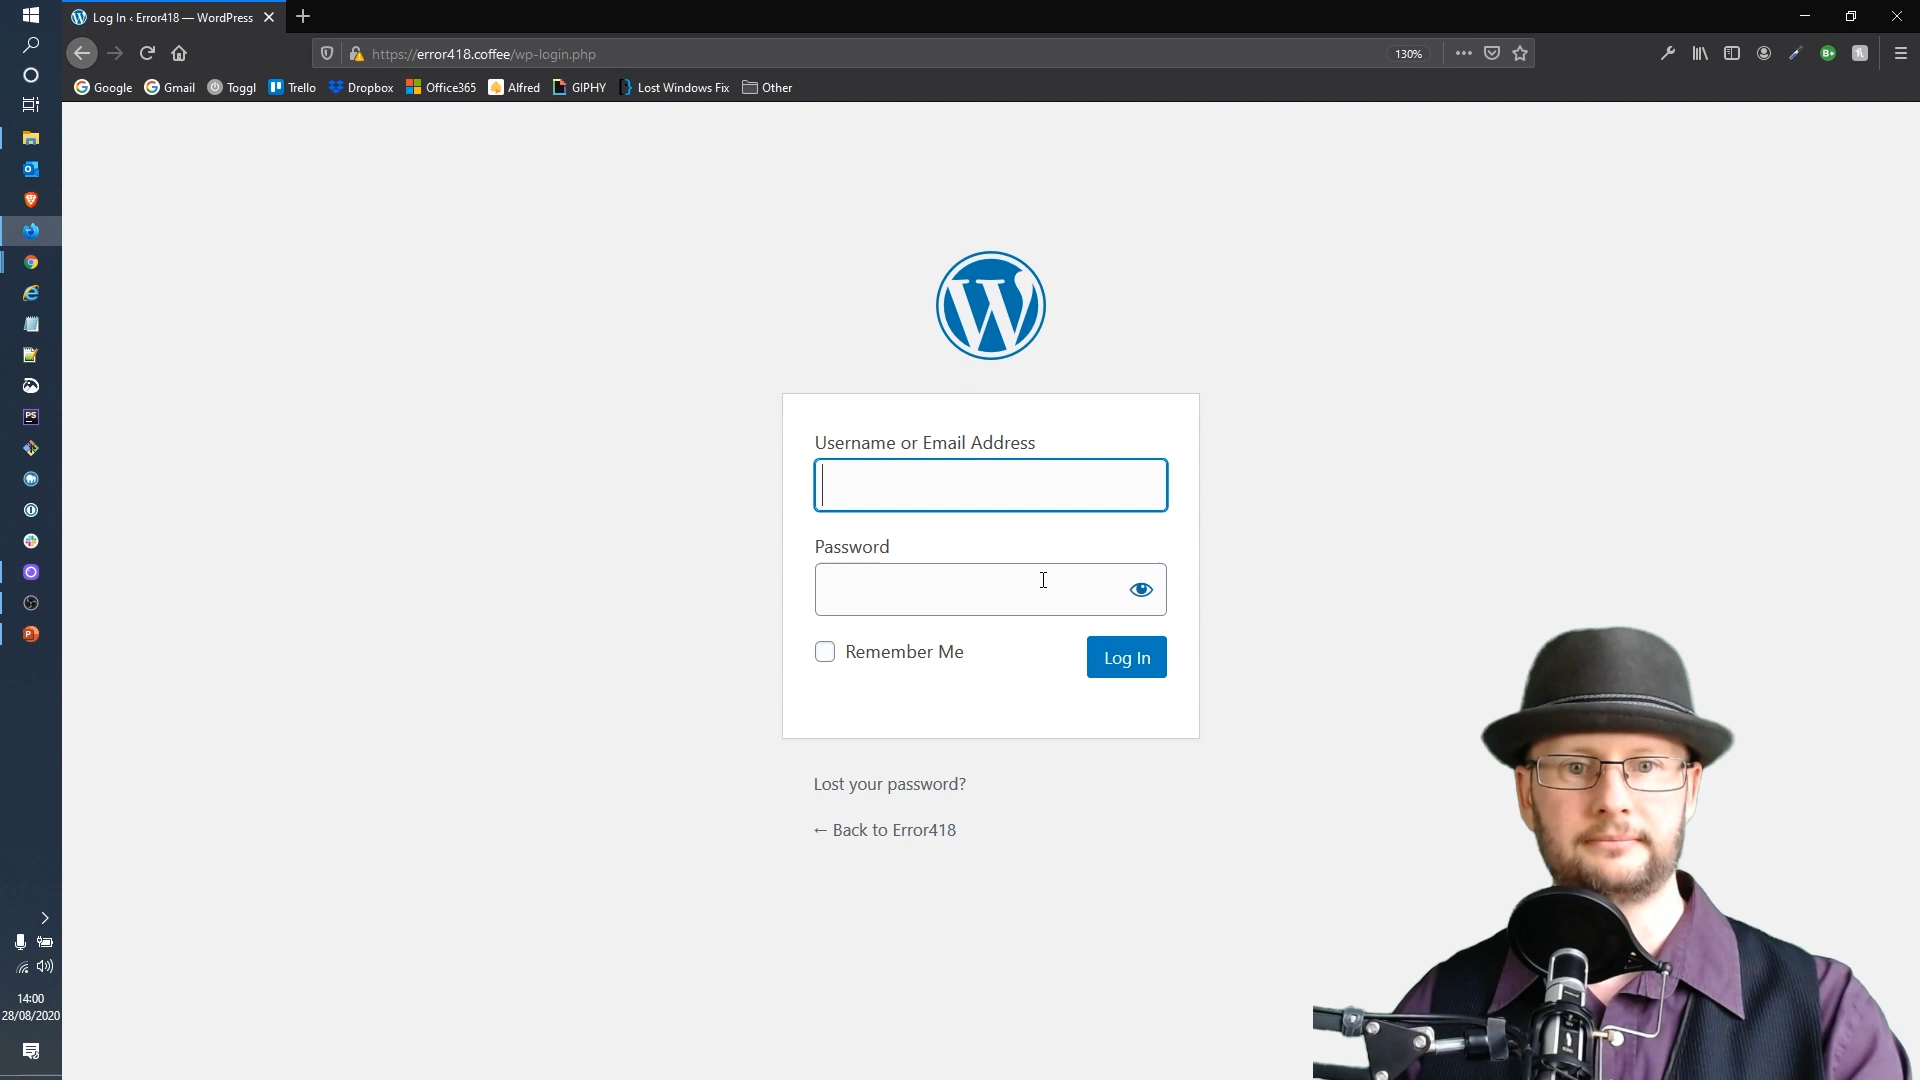 Log In ‹ Error418 — WordPress
https://error418.coffee/wp-login.php
130%
Google
Gmail
Toggl
Trello
Dropbox
Office365
Alfred
GIPHY
Lost Windows Fix
Other
Username or Email Address
Password
Remember Me
Log In
Lost your password?
← Back to Error418
PS
14:00
28/08/2020